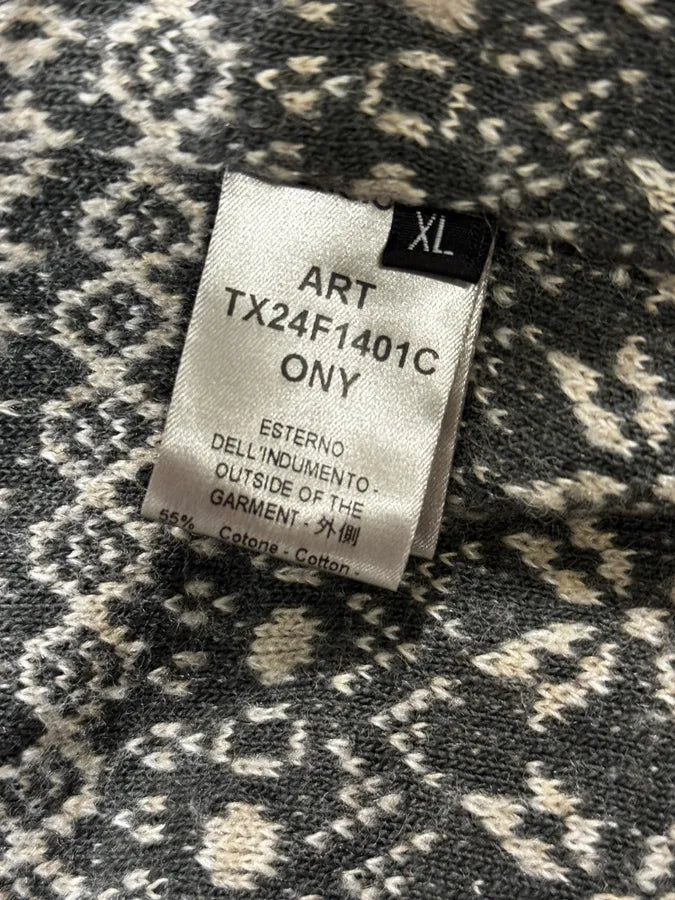 XL
ART
TX24F1401C
ONY
ESTERNO
DELL'INDUMENTO -
OUTSIDE OF THE
GARMENT - 外側
55% Cotone - Cotton -